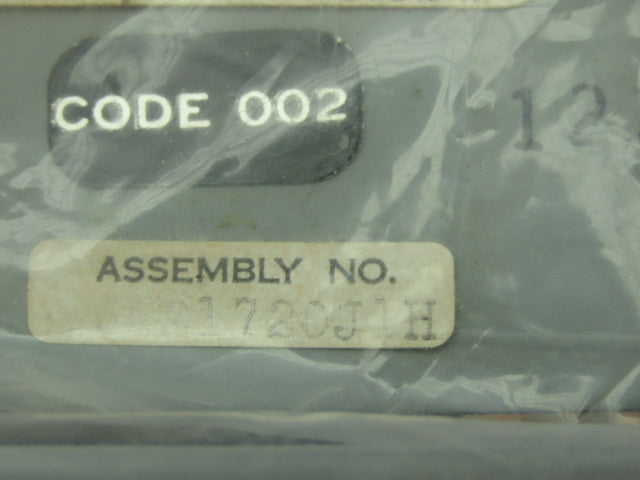 CODE 002
12
ASSEMBLY NO.
1720J1H